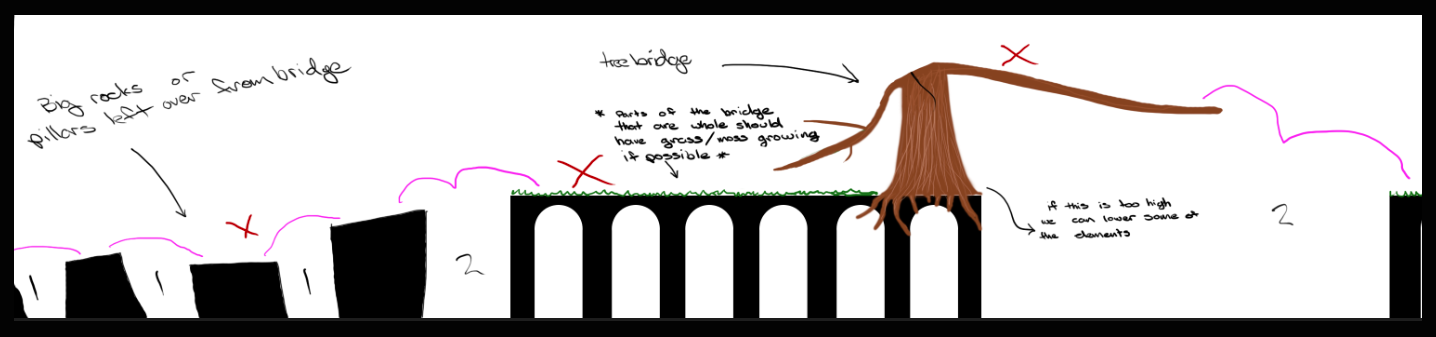 Big rocks or
pillars left over from bridge
tree bridge
* Parts of the bridge
that are whole should
have grass/moss growing
if possible *
if this is too high
we can lower some of
the elements
1
1
1
2
2